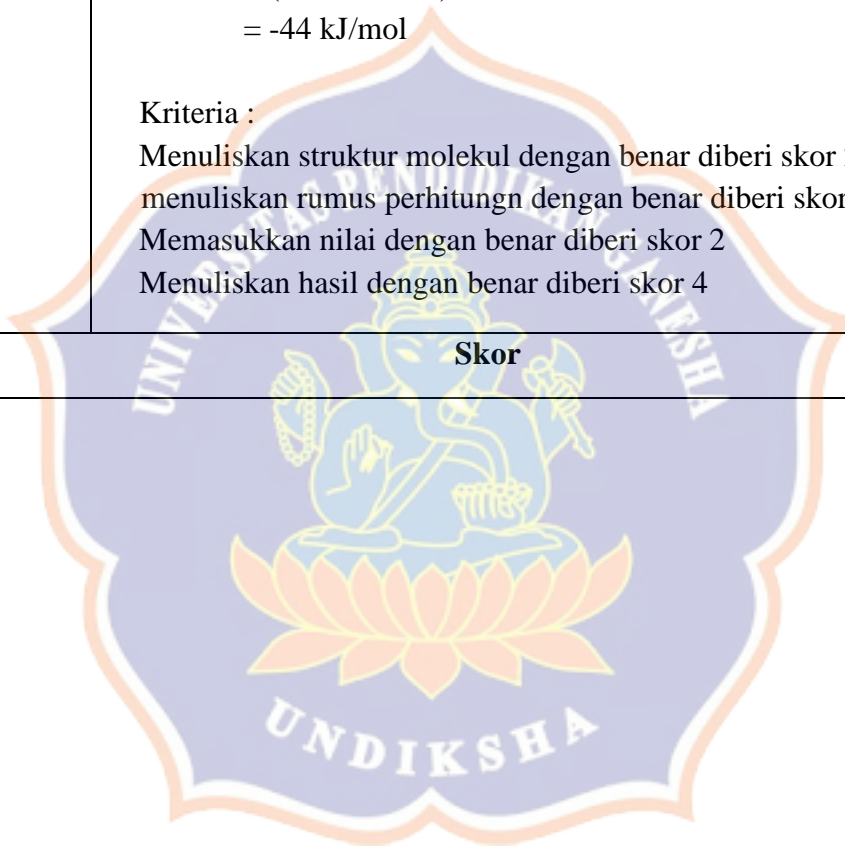 = -44 kJ/mol
Kriteria :
Menuliskan struktur molekul dengan benar diberi skor
menuliskan rumus perhitungn dengan benar diberi skor
Memasukkan nilai dengan benar diberi skor 2
Menuliskan hasil dengan benar diberi skor 4
Skor
UNIVERSITAS PENDIDIKAN GANESHA
UNDIKSHA